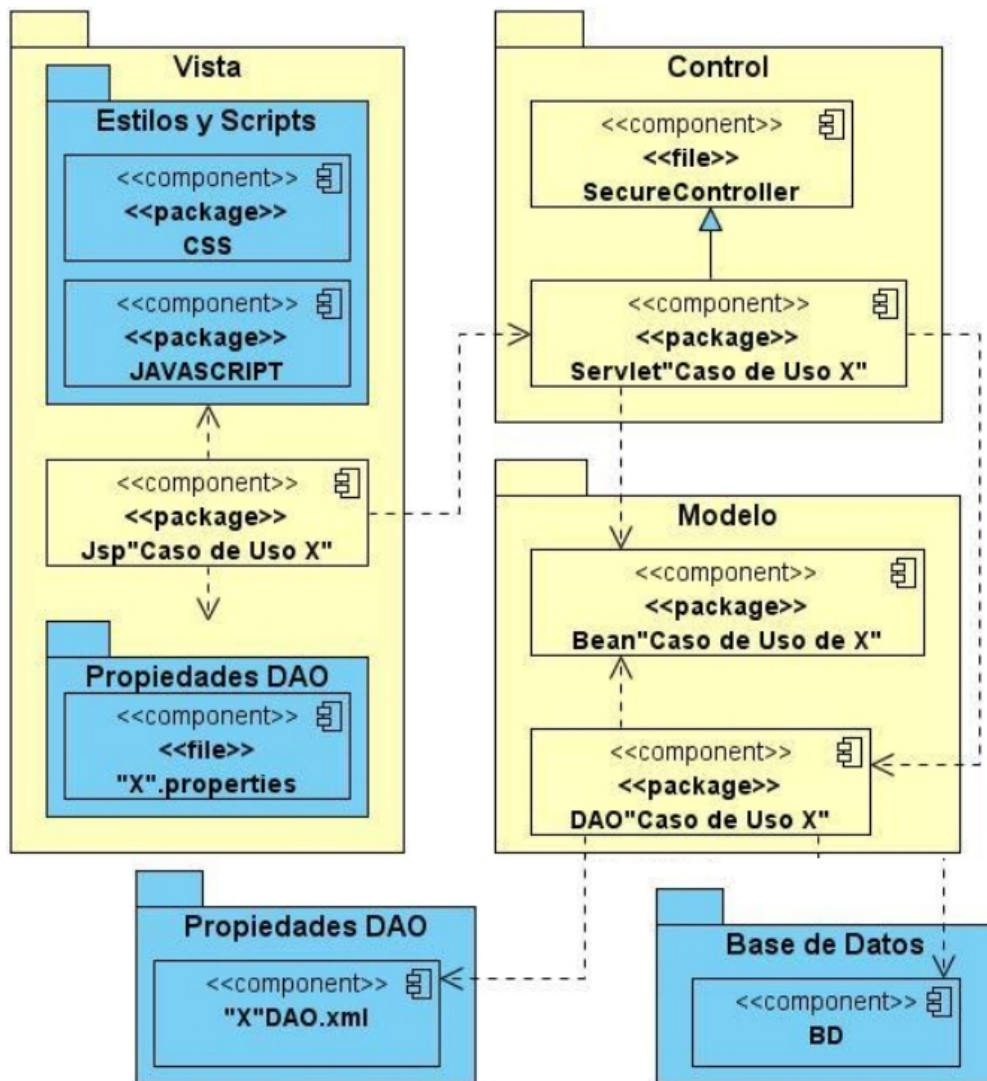 Vista
Estilos y Scripts
<<component>>
<<package>>
CSS
<<component>>
<<package>>
JAVASCRIPT
<<component>>
<<package>>
Jsp"Caso de Uso X"
Propiedades DAO
<<component>>
<<file>>
"X".properties
Control
<<component>>
<<file>>
SecureController
<<component>>
<<package>>
Servlet"Caso de Uso X"
Modelo
<<component>>
<<package>>
Bean"Caso de Uso de X"
<<component>>
<<package>>
DAO"Caso de Uso X"
Propiedades DAO
<<component>>
"X"DAO.xml
Base de Datos
<<component>>
BD